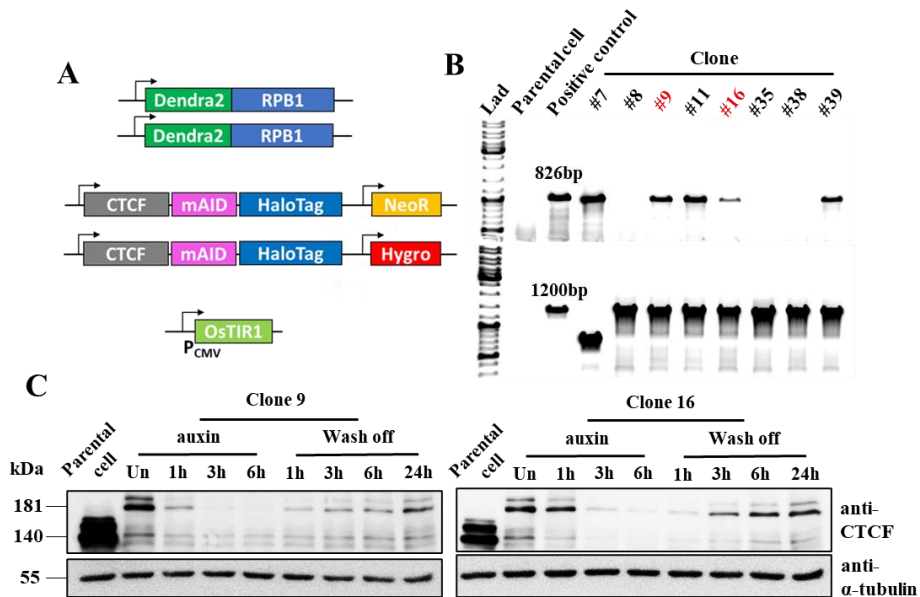 A
Dendra2 RPB1
Dendra2 RPB1
CTCF mAID HaloTag NeoR
CTCF mAID HaloTag Hygro
OsTIR1
PCMV
B
Lad Parental cell Positive control
Clone
#7 #8 #9 #11 #16 #35 #38 #39
826bp
1200bp
C
Clone 9
auxin Wash off
Parental cell
kDa Un 1h 3h 6h 1h 3h 6h 24h
181
140
55
Clone 16
auxin Wash off
Parental cell
Un 1h 3h 6h 1h 3h 6h 24h
anti-
CTCF
anti-
α-tubulin